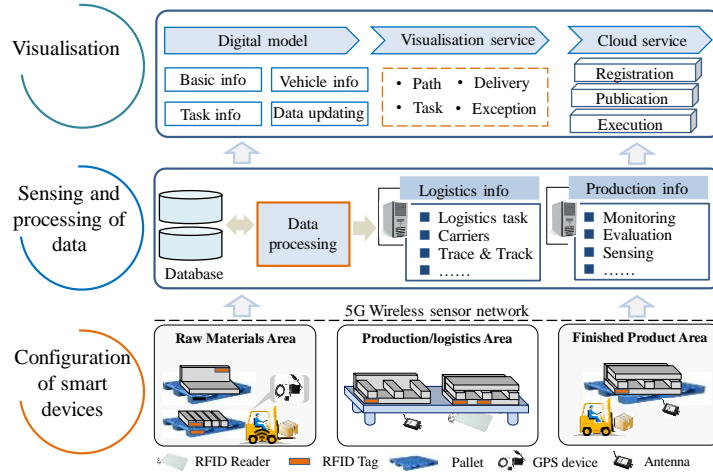 Visualisation
Digital model
Visualisation service
Cloud service
Basic info
Vehicle info
Task info
Data updating
• Path • Delivery
• Task • Exception
Registration
Publication
Execution
Sensing and
processing of
data
Database
Data
processing
Logistics info
Logistics task
Carriers
Trace & Track
......
Production info
Monitoring
Evaluation
Sensing
......
5G Wireless sensor network
Configuration
of smart
devices
Raw Materials Area
Production/logistics Area
Finished Product Area
RFID Reader
RFID Tag
Pallet
GPS device
Antenna